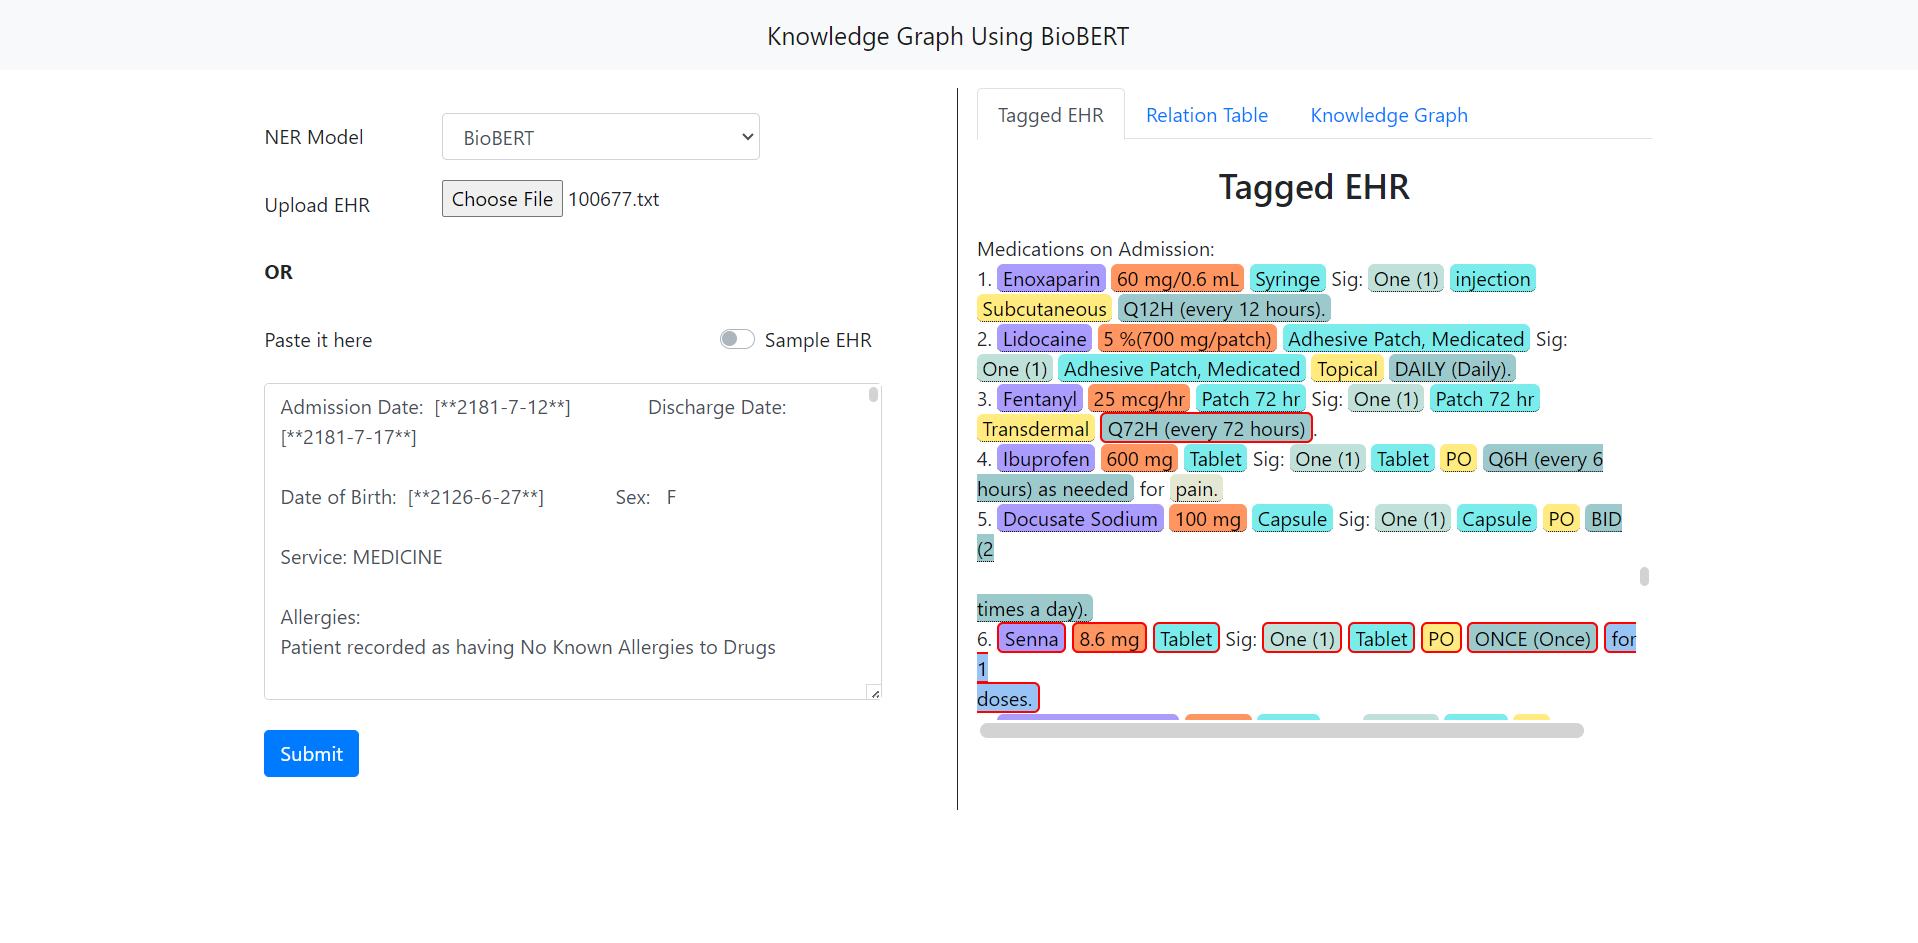 Knowledge Graph Using BioBERT
NER Model
BioBERT
Upload EHR
Choose File 100677.txt
OR
Paste it here
Sample EHR
Admission Date: [**2181-7-12**] Discharge Date:
[**2181-7-17**]
Date of Birth: [**2126-6-27**] Sex: F
Service: MEDICINE
Allergies:
Patient recorded as having No Known Allergies to Drugs
Submit
Tagged EHR Relation Table Knowledge Graph
Tagged EHR
Medications on Admission:
1. Enoxaparin 60 mg/0.6 mL Syringe Sig: One (1) injection
Subcutaneous Q12H (every 12 hours).
2. Lidocaine 5 %(700 mg/patch) Adhesive Patch, Medicated Sig:
One (1) Adhesive Patch, Medicated Topical DAILY (Daily).
3. Fentanyl 25 mcg/hr Patch 72 hr Sig: One (1) Patch 72 hr
Transdermal Q72H (every 72 hours).
4. Ibuprofen 600 mg Tablet Sig: One (1) Tablet PO Q6H (every 6
hours) as needed for pain.
5. Docusate Sodium 100 mg Capsule Sig: One (1) Capsule PO BID
(2
times a day).
6. Senna 8.6 mg Tablet Sig: One (1) Tablet PO ONCE (Once) for
1
doses.